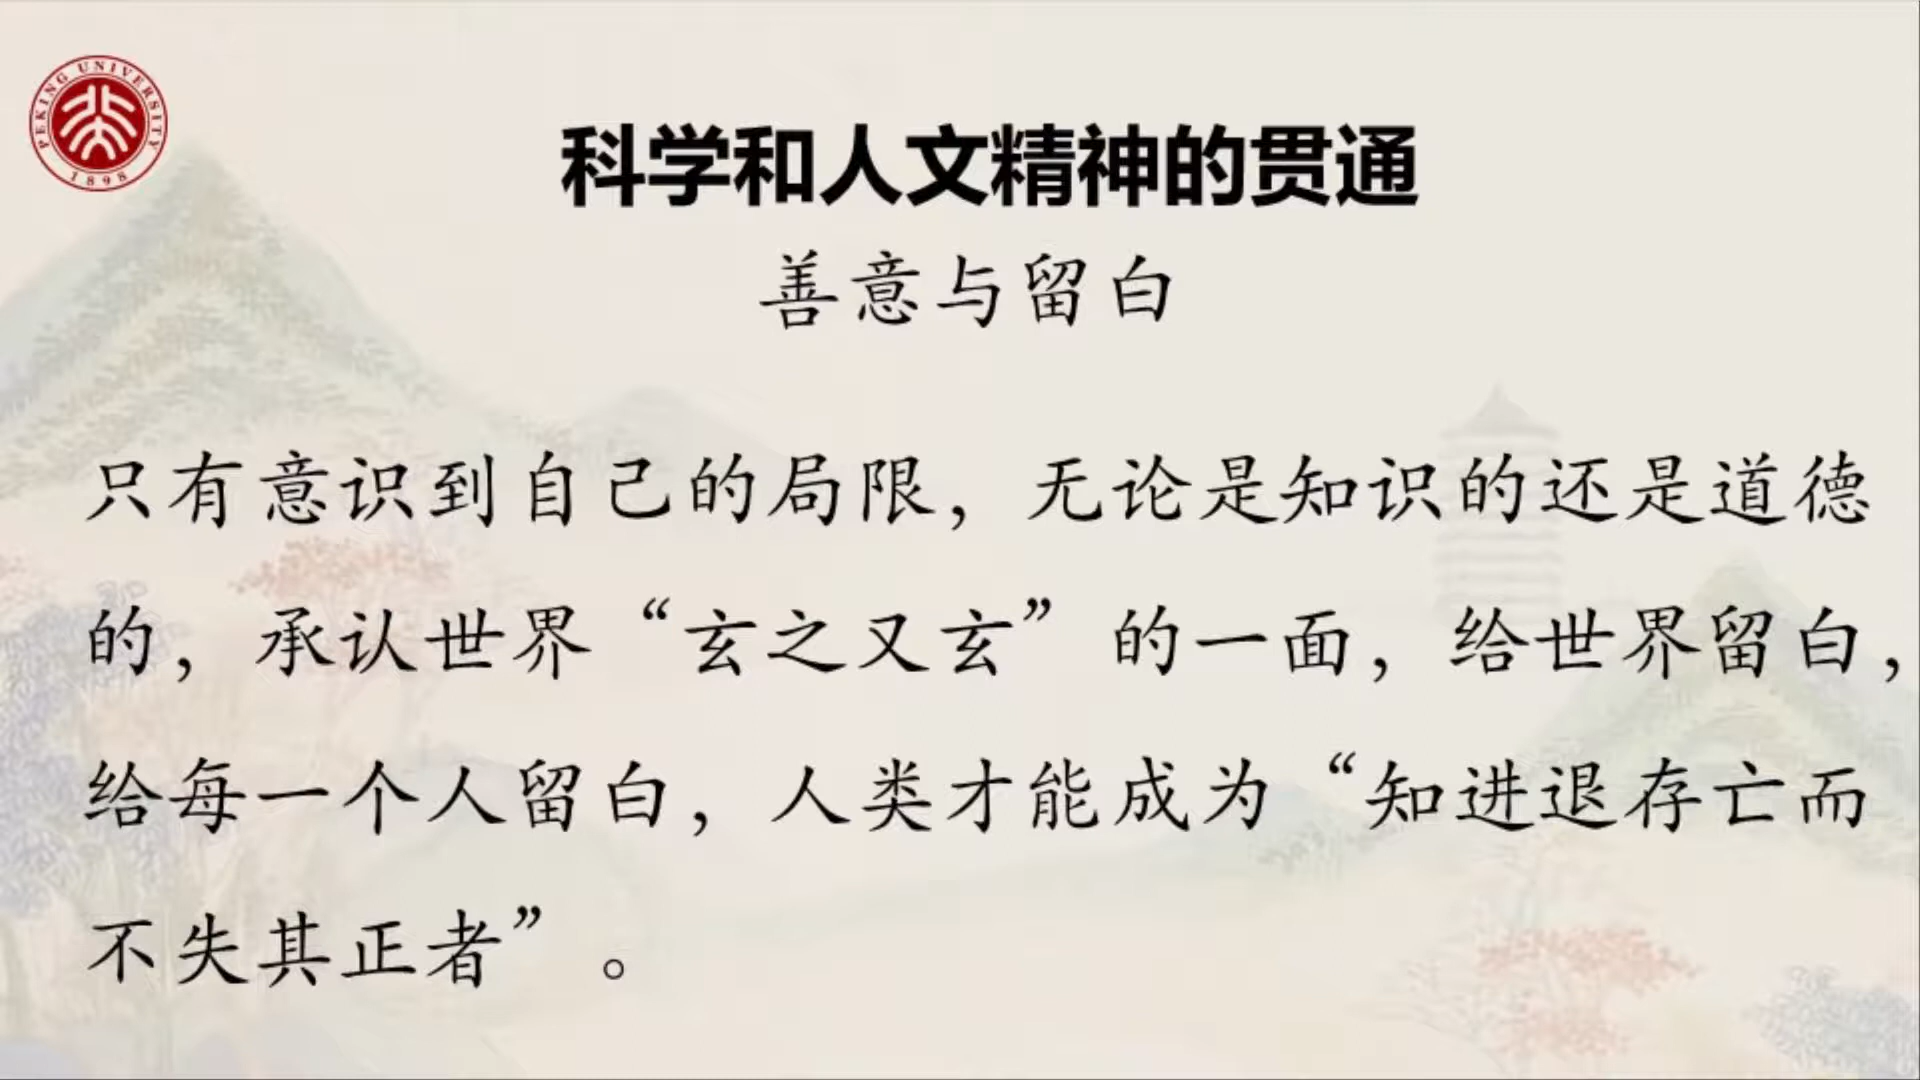 PEKING UNIVERSITY
1898
科学和人文精神的贯通
善意与留白
只有意识到自己的局限，无论是知识的还是道德
的，承认世界“玄之又玄”的一面，给世界留白，
给每一个人留白，人类才能成为“知进退存亡而
不失其正者”。